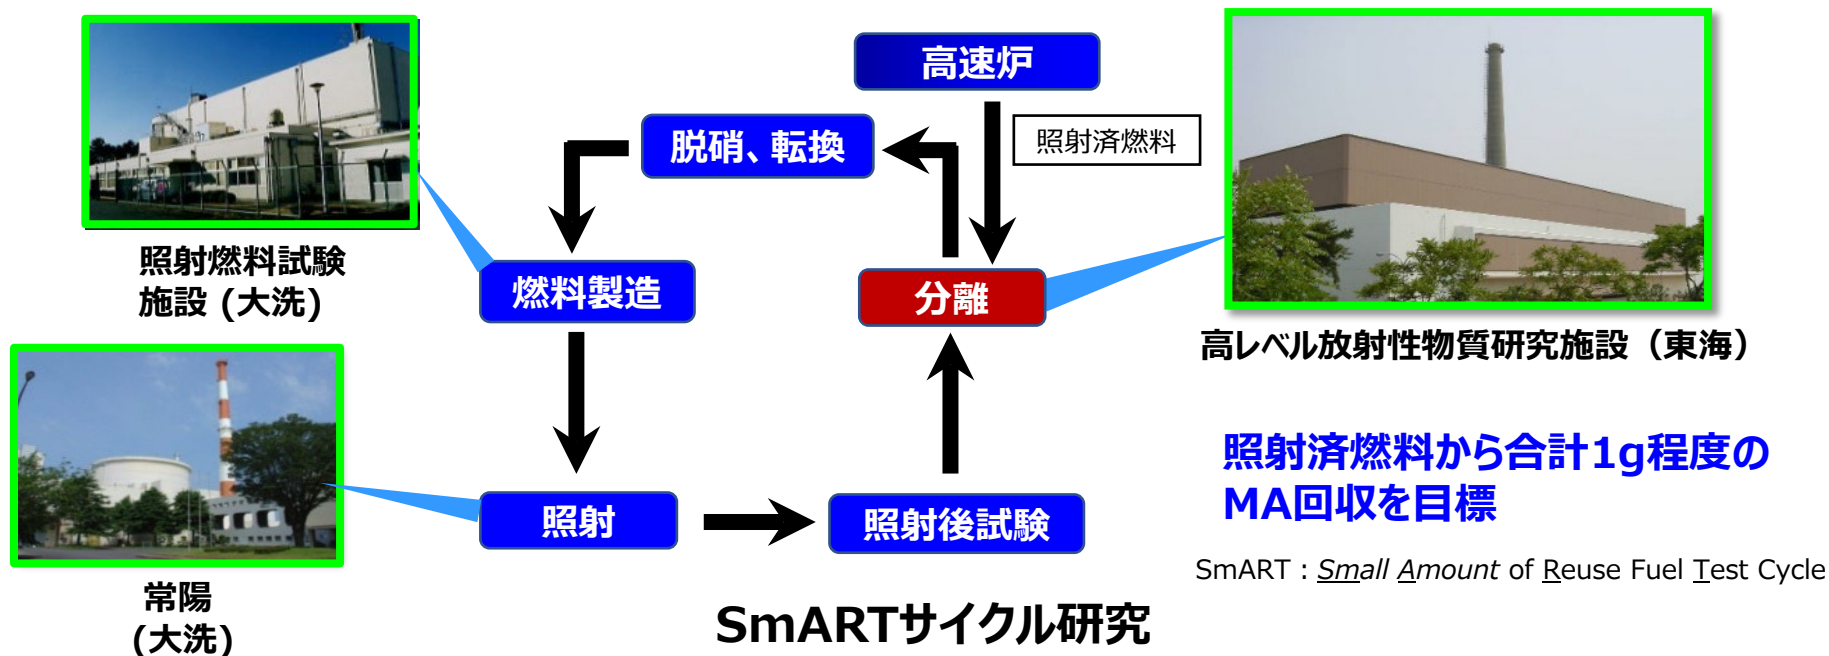 高速炉
照射済燃料
脱硝、転換
照射燃料試験
施設 (大洗)
燃料製造
分離
高レベル放射性物質研究施設（東海）
照射済燃料から合計1g程度の
MA回収を目標
照射
照射後試験
SmART : Small Amount of Reuse Fuel Test Cycle
常陽
(大洗)
SmARTサイクル研究